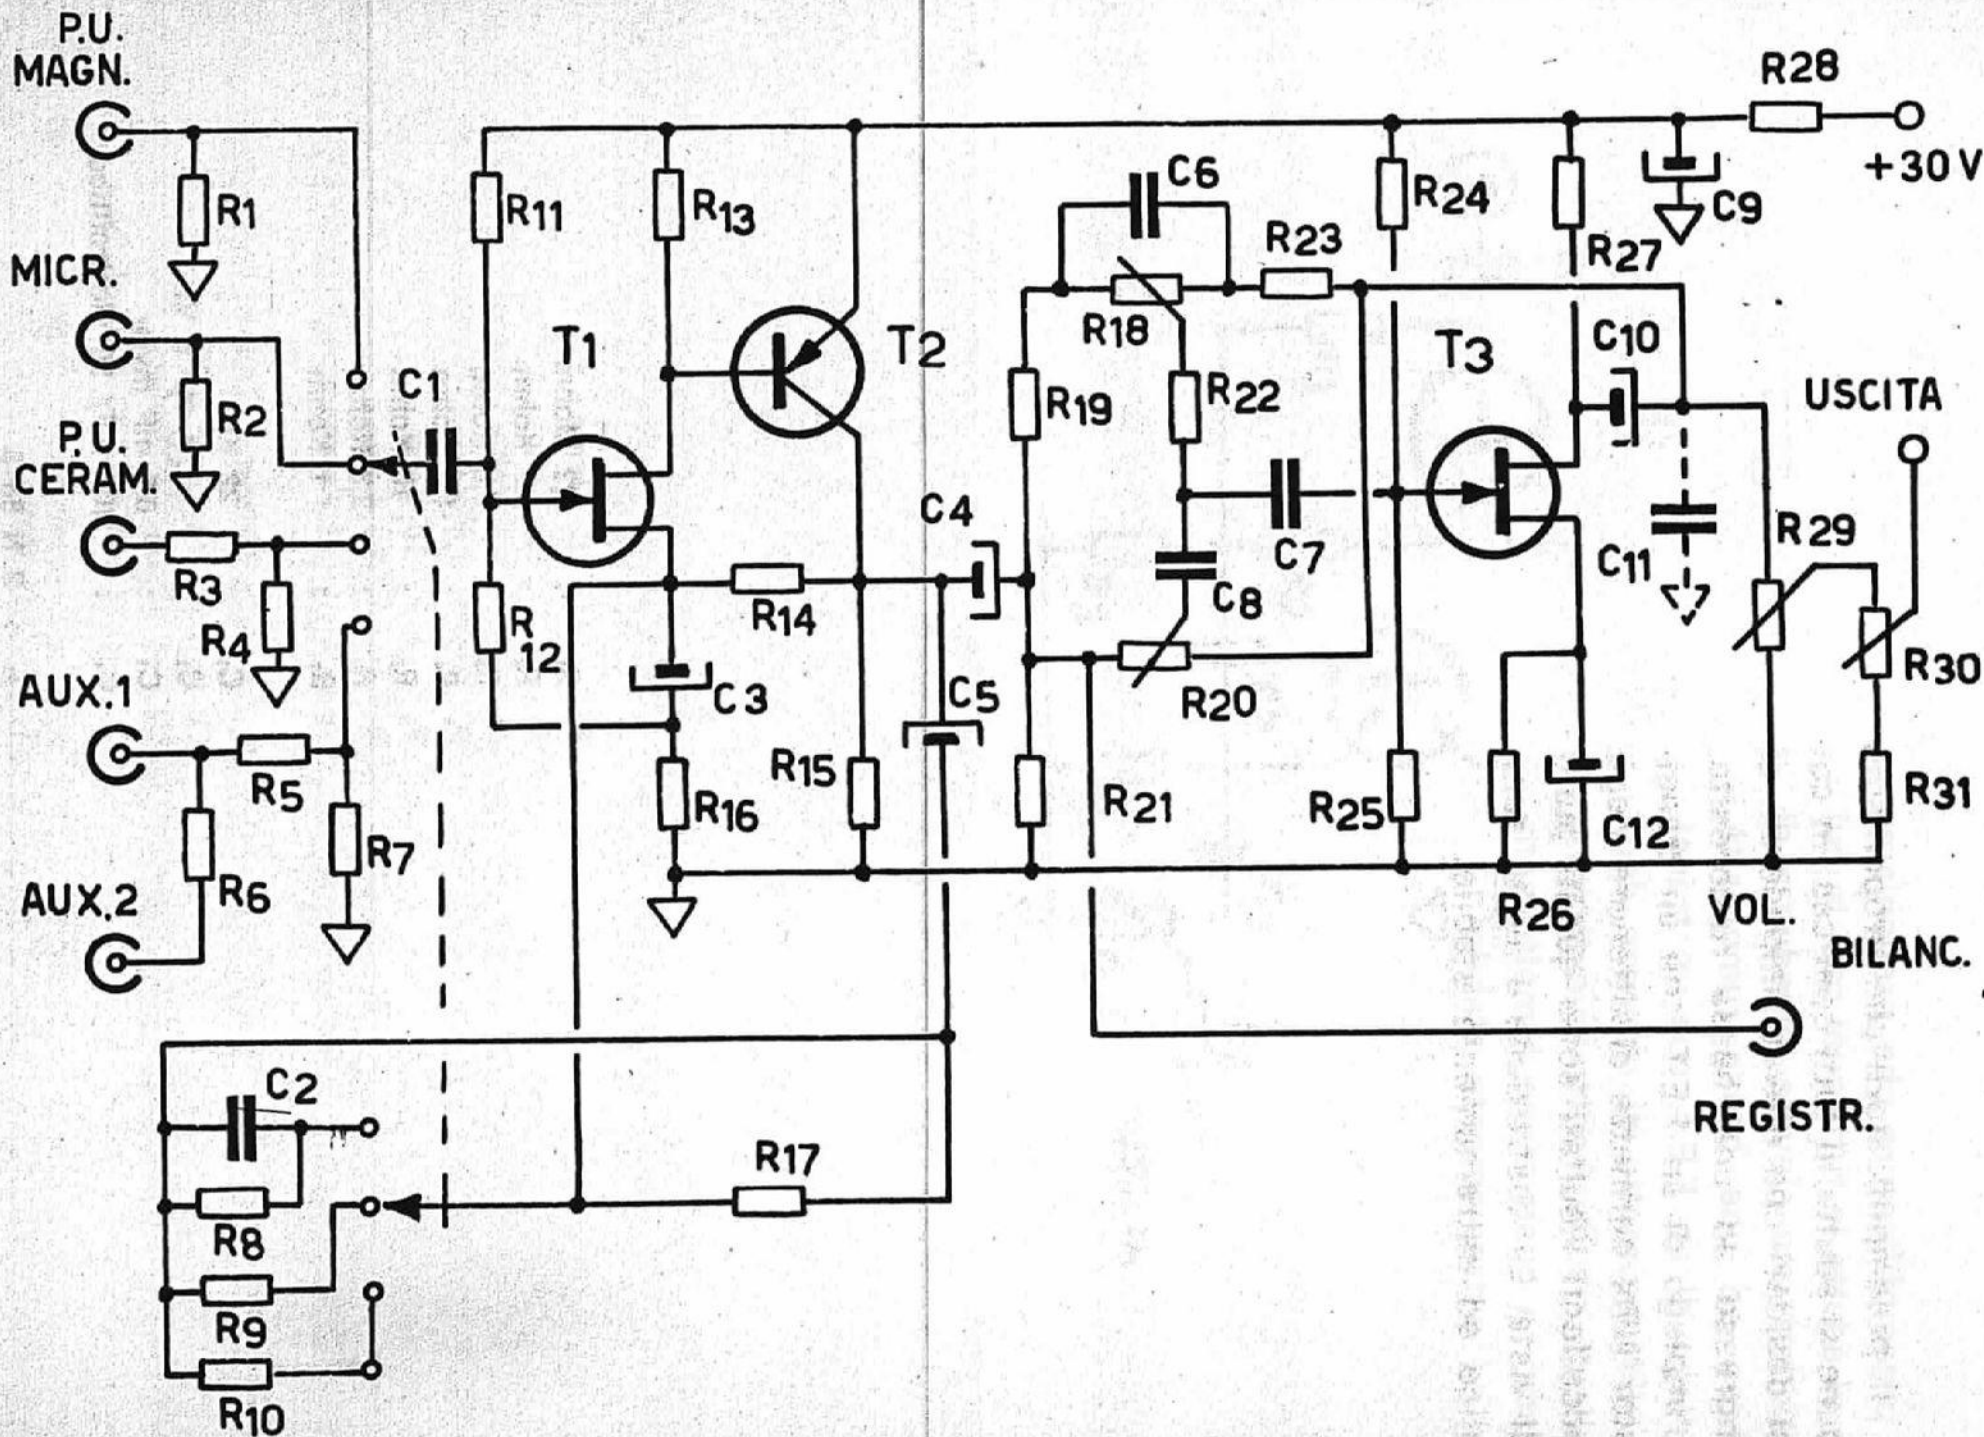 P.U.
MAGN.
R1
MICR.
R2
P.U.
CERAM.
R3
R4
AUX.1
R5
R6
R7
AUX.2
C1
R11
R13
T1
T2
R
12
R14
C3
R16
R15
C4
C5
C6
R23
R18
R19
R22
C7
C8
R20
R21
R24
R27
C9
R28
+30 V
T3
C10
C11
USCITA
R29
R30
R31
R25
C12
R26
VOL.
BILANC.
REGISTR.
C2
R8
R9
R10
R17